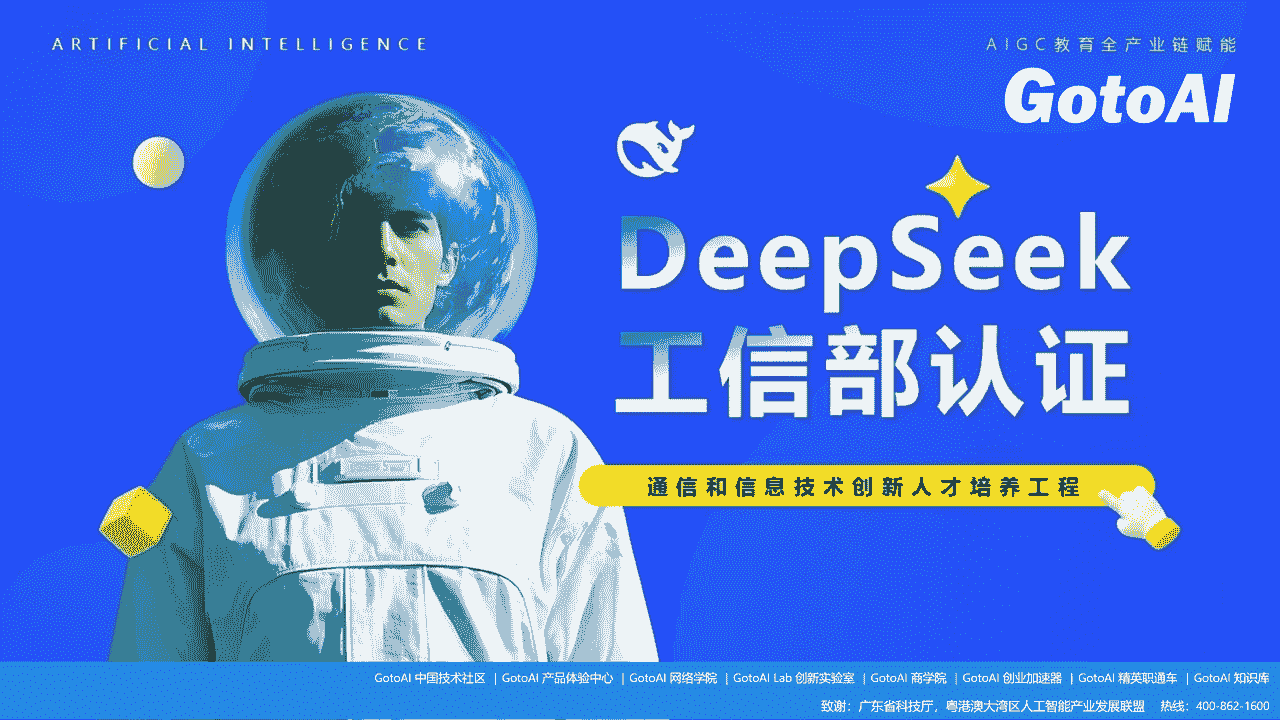 ARTIFICIAL INTELLIGENCE
AIGC教育全产业链赋能
GotoAI
DeepSeek
工信部认证
通信和信息技术创新人才培养工程
GotoAI 中国技术社区 | GotoAI 产品体验中心 | GotoAI 网络学院 | GotoAI Lab 创新实验室 | GotoAI 商学院 | GotoAI 创业加速器 | GotoAI 精英职通车 | GotoAI 知识库
致谢：广东省科技厅，粤港澳大湾区人工智能产业发展联盟 热线：400-862-1600